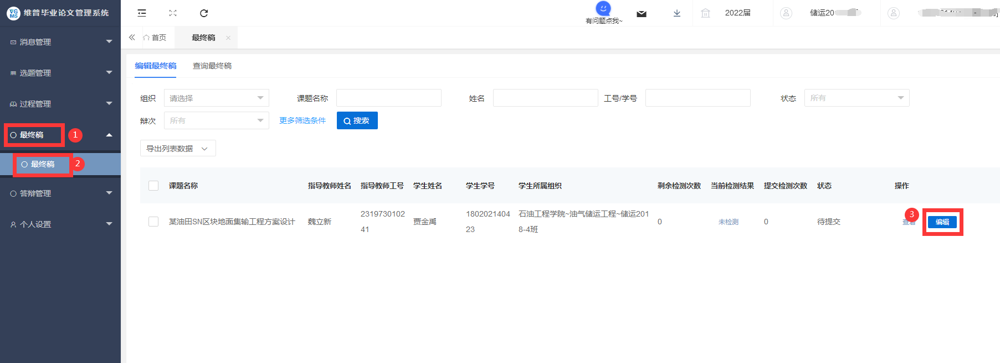 VG
MS
维普毕业论文管理系统
有问题点我~
2022届
储运20
消息管理
选题管理
过程管理
最终稿
1
最终稿
2
答辩管理
个人设置
首页
最终稿
编辑最终稿
查询最终稿
组织
请选择
课题名称
姓名
工号/学号
状态
所有
辩次
所有
更多筛选条件
搜索
导出列表数据
课题名称 指导教师姓名 指导教师工号 学生姓名 学生学号 学生所属组织 剩余检测次数 当前检测结果 提交检测次数 状态 操作
某油田SN区块地面集输工程方案设计
魏立新
2319730102
41
贾金禹
1802021404
23
石油工程学院~油气储运工程~储运201
8-4班
0
未检测
0
待提交
查看
3
编辑